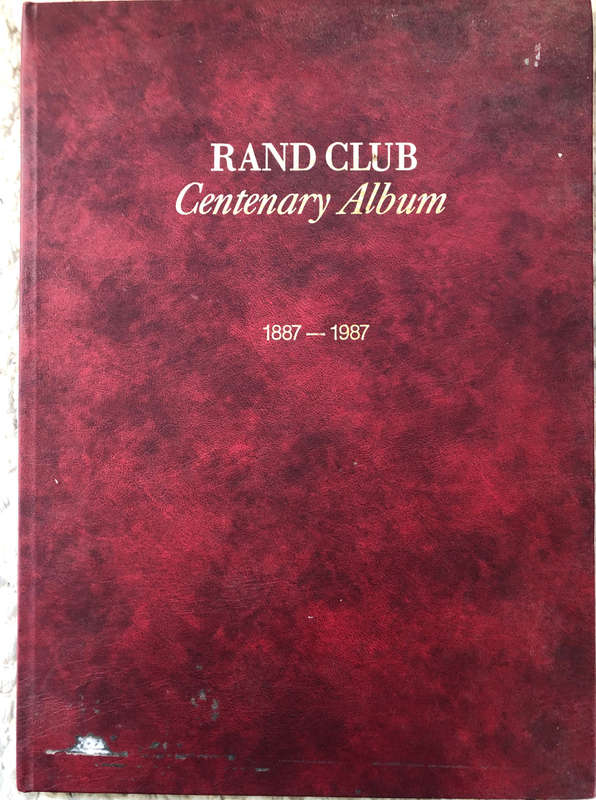 RAND CLUB
Centenary Album
1887 — 1987